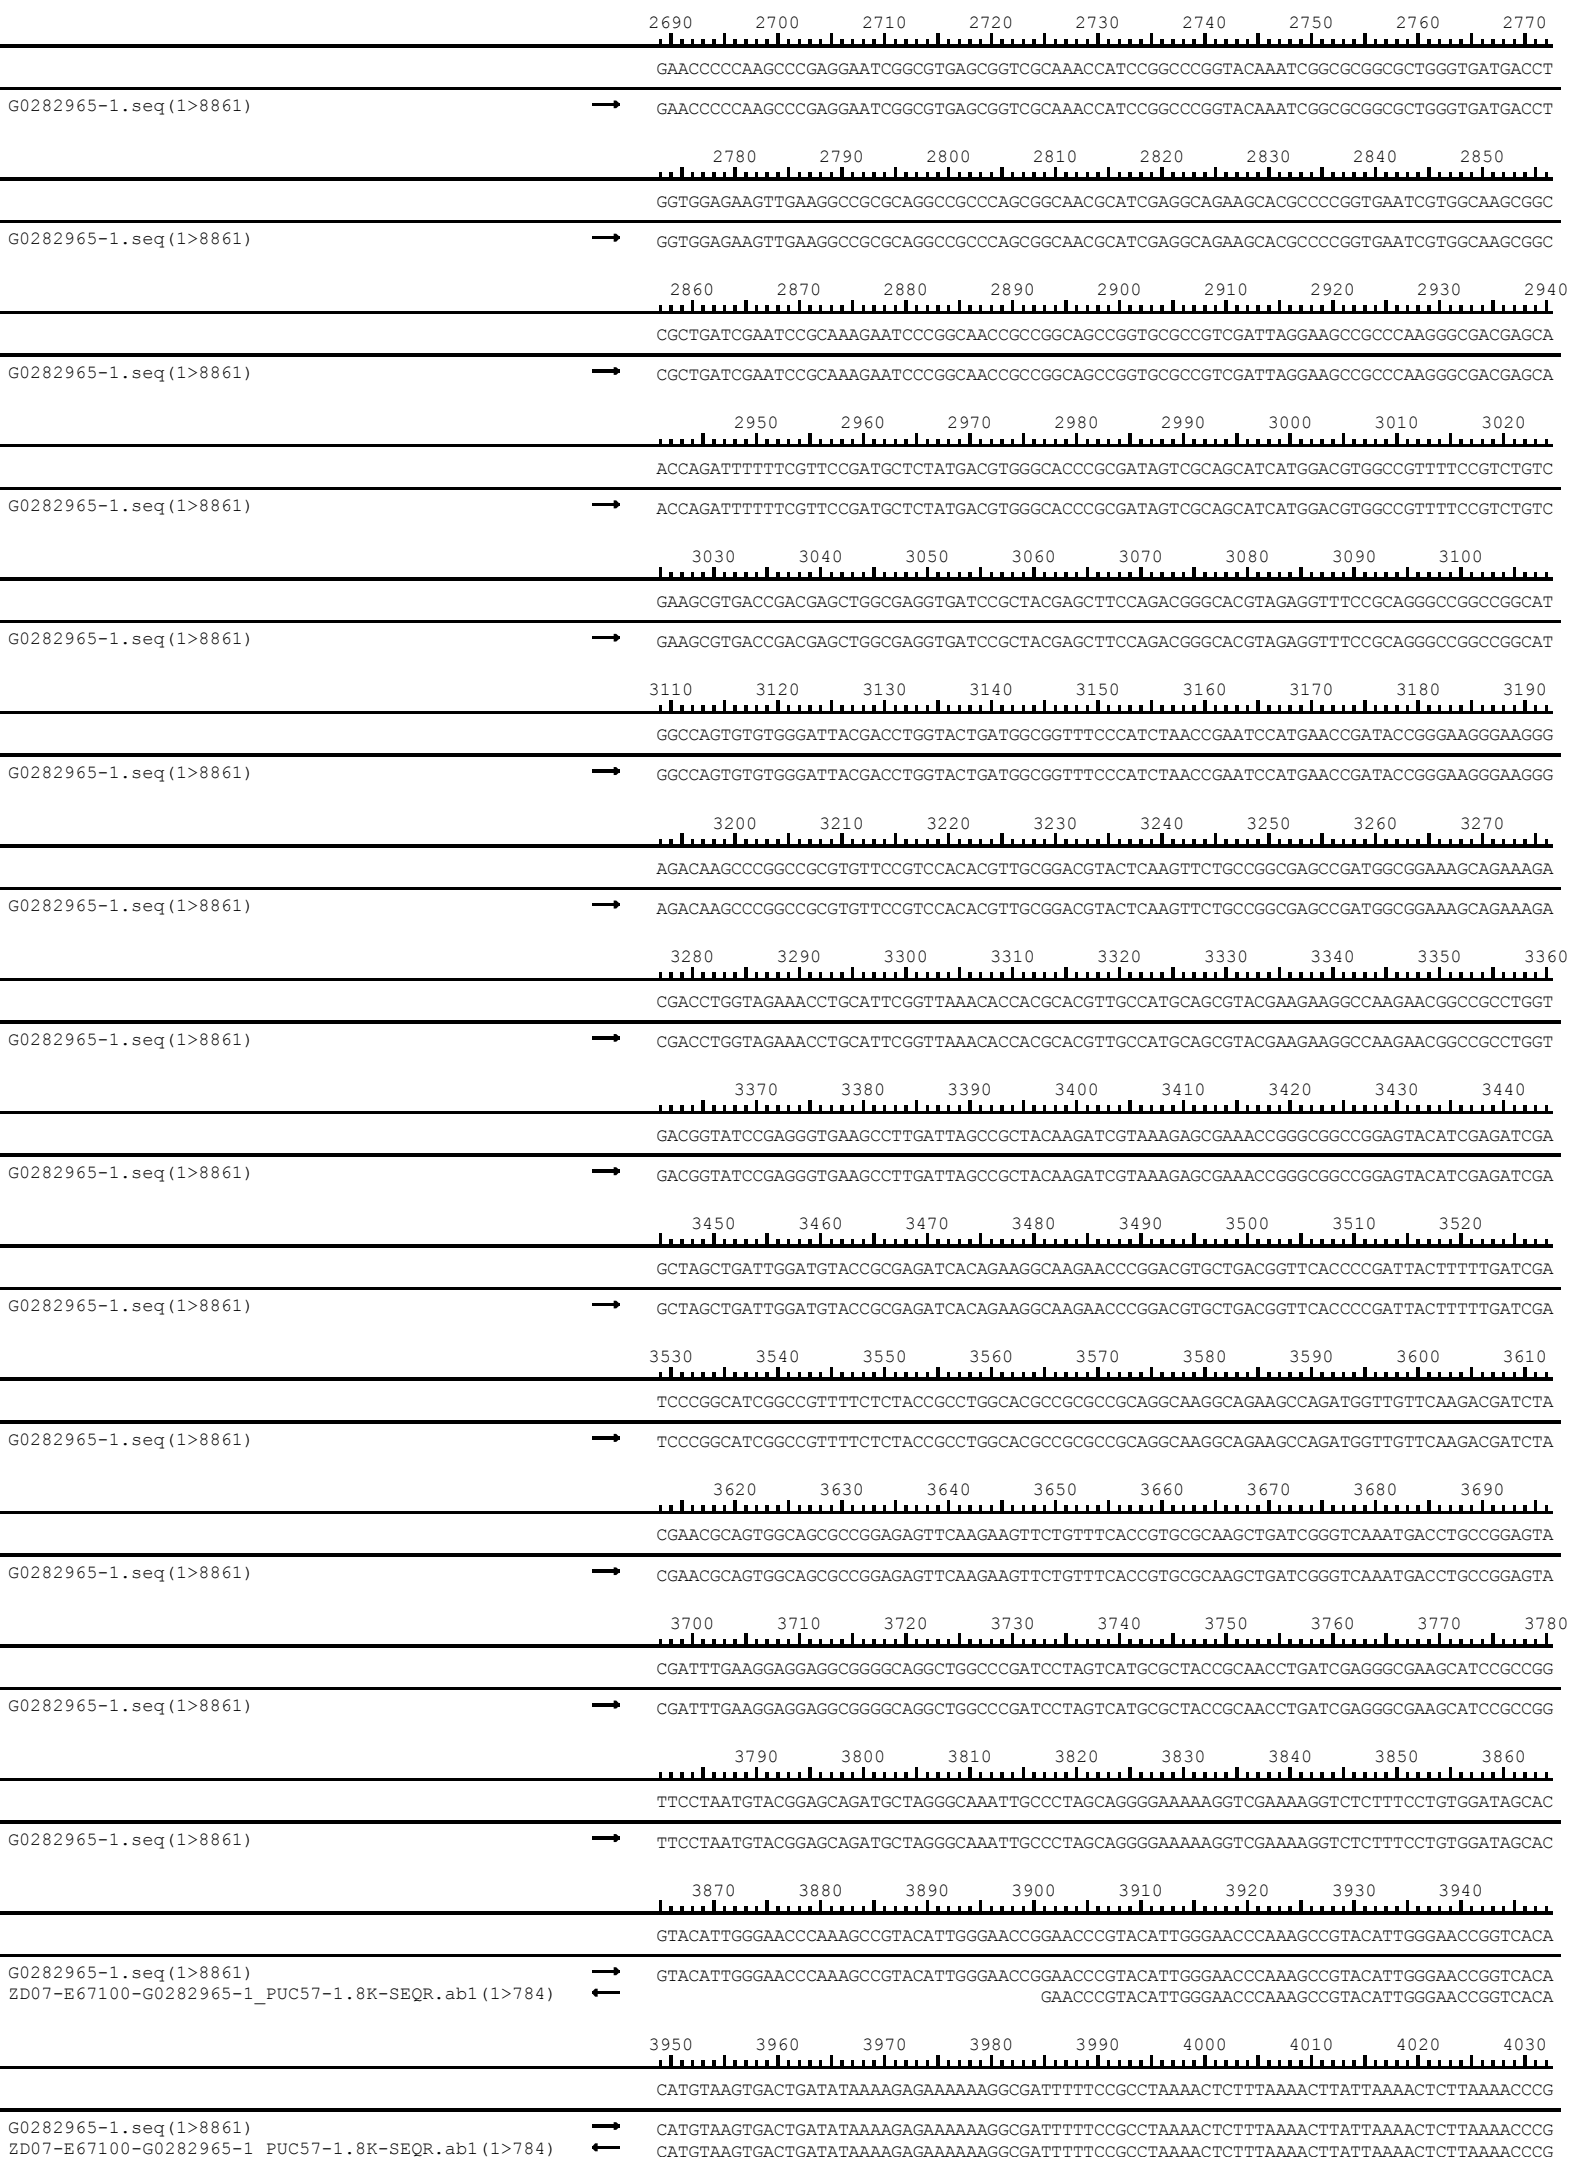 2690 2700 2710 2720 2730 2740 2750 2760 2770
GAACCCCCAAGCCCGAGGAATCGGCGTGAGCGGTCGCAAACCATCCGGCCCGGTACAAATCGGCGCGGCGCTGGGTGATGACCT
G0282965-1.seq(1>8861) → GAACCCCCAAGCCCGAGGAATCGGCGTGAGCGGTCGCAAACCATCCGGCCCGGTACAAATCGGCGCGGCGCTGGGTGATGACCT
2780 2790 2800 2810 2820 2830 2840 2850
GGTGGAGAAGTTGAAGGCCGCGCAGGCCGCCCAGCGGCAACGCATCGAGGCAGAAGCACGCCCCGGTGAATCGTGGCAAGCGGC
G0282965-1.seq(1>8861) → GGTGGAGAAGTTGAAGGCCGCGCAGGCCGCCCAGCGGCAACGCATCGAGGCAGAAGCACGCCCCGGTGAATCGTGGCAAGCGGC
2860 2870 2880 2890 2900 2910 2920 2930 2940
CGCTGATCGAATCCGCAAAGAATCCCGGCAACCGCCGGCAGCCGGTGCGCCGTCGATTAGGAAGCCGCCCAAGGGCGACGAGCA
G0282965-1.seq(1>8861) → CGCTGATCGAATCCGCAAAGAATCCCGGCAACCGCCGGCAGCCGGTGCGCCGTCGATTAGGAAGCCGCCCAAGGGCGACGAGCA
2950 2960 2970 2980 2990 3000 3010 3020
ACCAGATTTTTTCGTTCCGATGCTCTATGACGTGGGCACCCGCGATAGTCGCAGCATCATGGACGTGGCCGTTTTCCGTCTGTC
G0282965-1.seq(1>8861) → ACCAGATTTTTTCGTTCCGATGCTCTATGACGTGGGCACCCGCGATAGTCGCAGCATCATGGACGTGGCCGTTTTCCGTCTGTC
3030 3040 3050 3060 3070 3080 3090 3100
GAAGCGTGACCGACGAGCTGGCGAGGTGATCCGCTACGAGCTTCCAGACGGGCACGTAGAGGTTTCCGCAGGGCCGGCCGGCAT
G0282965-1.seq(1>8861) → GAAGCGTGACCGACGAGCTGGCGAGGTGATCCGCTACGAGCTTCCAGACGGGCACGTAGAGGTTTCCGCAGGGCCGGCCGGCAT
3110 3120 3130 3140 3150 3160 3170 3180 3190
GGCCAGTGTGTGGGATTACGACCTGGTACTGATGGCGGTTTCCCATCTAACCGAATCCATGAACCGATACCGGGAAGGGAAGGG
G0282965-1.seq(1>8861) → GGCCAGTGTGTGGGATTACGACCTGGTACTGATGGCGGTTTCCCATCTAACCGAATCCATGAACCGATACCGGGAAGGGAAGGG
3200 3210 3220 3230 3240 3250 3260 3270
AGACAAGCCCGGCCGCGTGTTCCGTCCACACGTTGCGGACGTACTCAAGTTCTGCCGGCGAGCCGATGGCGGAAAGCAGAAAGA
G0282965-1.seq(1>8861) → AGACAAGCCCGGCCGCGTGTTCCGTCCACACGTTGCGGACGTACTCAAGTTCTGCCGGCGAGCCGATGGCGGAAAGCAGAAAGA
3280 3290 3300 3310 3320 3330 3340 3350 3360
CGACCTGGTAGAAACCTGCATTCGGTTAAACACCACGCACGTTGCCATGCAGCGTACGAAGAAGGCCAAGAACGGCCGCCTGGT
G0282965-1.seq(1>8861) → CGACCTGGTAGAAACCTGCATTCGGTTAAACACCACGCACGTTGCCATGCAGCGTACGAAGAAGGCCAAGAACGGCCGCCTGGT
3370 3380 3390 3400 3410 3420 3430 3440
GACGGTATCCGAGGGTGAAGCCTTGATTAGCCGCTACAAGATCGTAAAGAGCGAAACCGGGCGGCCGGAGTACATCGAGATCGA
G0282965-1.seq(1>8861) → GACGGTATCCGAGGGTGAAGCCTTGATTAGCCGCTACAAGATCGTAAAGAGCGAAACCGGGCGGCCGGAGTACATCGAGATCGA
3450 3460 3470 3480 3490 3500 3510 3520
GCTAGCTGATTGGATGTACCGCGAGATCACAGAAGGCAAGAACCCGGACGTGCTGACGGTTCACCCCGATTACTTTTTGATCGA
G0282965-1.seq(1>8861) → GCTAGCTGATTGGATGTACCGCGAGATCACAGAAGGCAAGAACCCGGACGTGCTGACGGTTCACCCCGATTACTTTTTGATCGA
3530 3540 3550 3560 3570 3580 3590 3600 3610
TCCCGGCATCGGCCGTTTTCTCTACCGCCTGGCACGCCGCGCCGCAGGCAAGGCAGAAGCCAGATGGTTGTTCAAGACGATCTA
G0282965-1.seq(1>8861) → TCCCGGCATCGGCCGTTTTCTCTACCGCCTGGCACGCCGCGCCGCAGGCAAGGCAGAAGCCAGATGGTTGTTCAAGACGATCTA
3620 3630 3640 3650 3660 3670 3680 3690
CGAACGCAGTGGCAGCGCCGGAGAGTTCAAGAAGTTCTGTTTCACCGTGCGCAAGCTGATCGGGTCAAATGACCTGCCGGAGTA
G0282965-1.seq(1>8861) → CGAACGCAGTGGCAGCGCCGGAGAGTTCAAGAAGTTCTGTTTCACCGTGCGCAAGCTGATCGGGTCAAATGACCTGCCGGAGTA
3700 3710 3720 3730 3740 3750 3760 3770 3780
CGATTTGAAGGAGGAGGCGGGGCAGGCTGGCCCGATCCTAGTCATGCGCTACCGCAACCTGATCGAGGGCGAAGCATCCGCCGG
G0282965-1.seq(1>8861) → CGATTTGAAGGAGGAGGCGGGGCAGGCTGGCCCGATCCTAGTCATGCGCTACCGCAACCTGATCGAGGGCGAAGCATCCGCCGG
3790 3800 3810 3820 3830 3840 3850 3860
TTCCTAATGTACGGAGCAGATGCTAGGGCAAATTGCCCTAGCAGGGGAAAAAGGTCGAAAAGGTCTCTTTCCTGTGGATAGCAC
G0282965-1.seq(1>8861) → TTCCTAATGTACGGAGCAGATGCTAGGGCAAATTGCCCTAGCAGGGGAAAAAGGTCGAAAAGGTCTCTTTCCTGTGGATAGCAC
3870 3880 3890 3900 3910 3920 3930 3940
GTACATTGGGAACCCAAAGCCGTACATTGGGAACCGGAACCCGTACATTGGGAACCCAAAGCCGTACATTGGGAACCGGTCACA
G0282965-1.seq(1>8861) → GTACATTGGGAACCCAAAGCCGTACATTGGGAACCGGAACCCGTACATTGGGAACCCAAAGCCGTACATTGGGAACCGGTCACA
ZD07-E67100-G0282965-1_PUC57-1.8K-SEQR.ab1(1>784) ← GAACCCGTACATTGGGAACCCAAAGCCGTACATTGGGAACCGGTCACA
3950 3960 3970 3980 3990 4000 4010 4020 4030
CATGTAAGTGACTGATATAAAAGAGAAAAAAGGCGATTTTTCCGCCTAAAACTCTTTAAAACTTATTAAAACTCTTAAAACCCG
G0282965-1.seq(1>8861) → CATGTAAGTGACTGATATAAAAGAGAAAAAAGGCGATTTTTCCGCCTAAAACTCTTTAAAACTTATTAAAACTCTTAAAACCCG
ZD07-E67100-G0282965-1 PUC57-1.8K-SEQR.ab1(1>784) ← CATGTAAGTGACTGATATAAAAGAGAAAAAAGGCGATTTTTCCGCCTAAAACTCTTTAAAACTTATTAAAACTCTTAAAACCCG